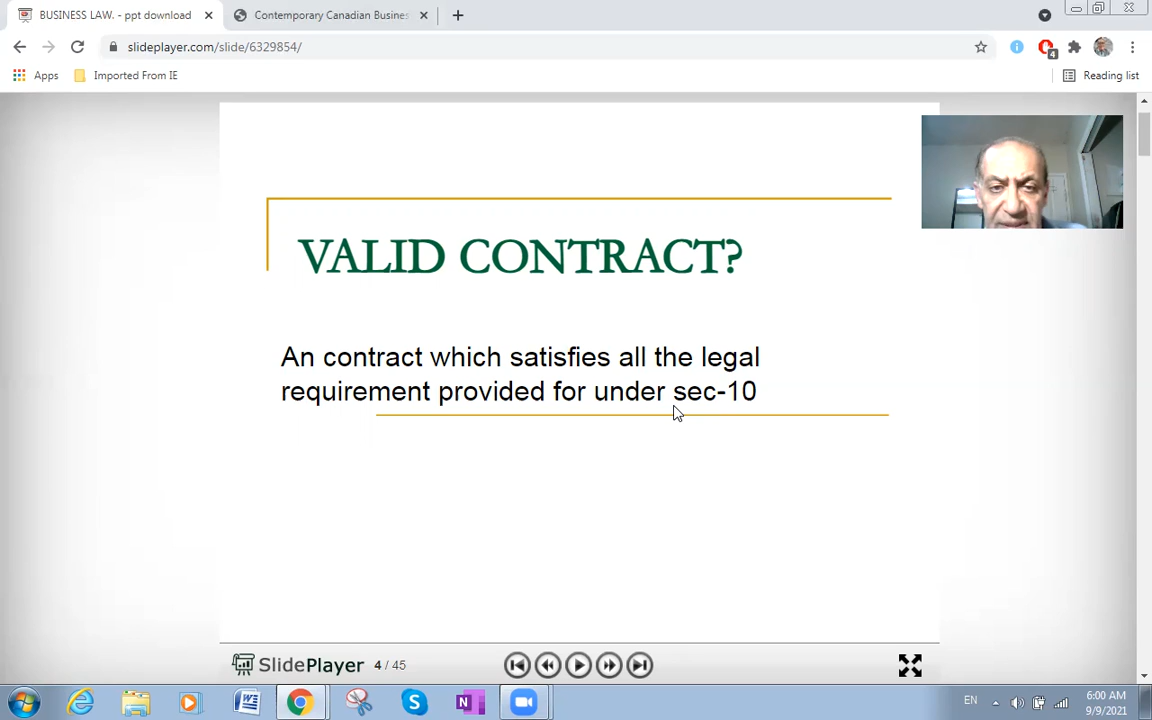 BUSINESS LAW. - ppt download
Contemporary Canadian Busines
slideplayer.com/slide/6329854/
4
Apps
Imported From IE
Reading list
VALID CONTRACT?
An contract which satisfies all the legal
requirement provided for under sec-10
SlidePlayer
4 / 45
EN
6:00 AM
9/9/2021